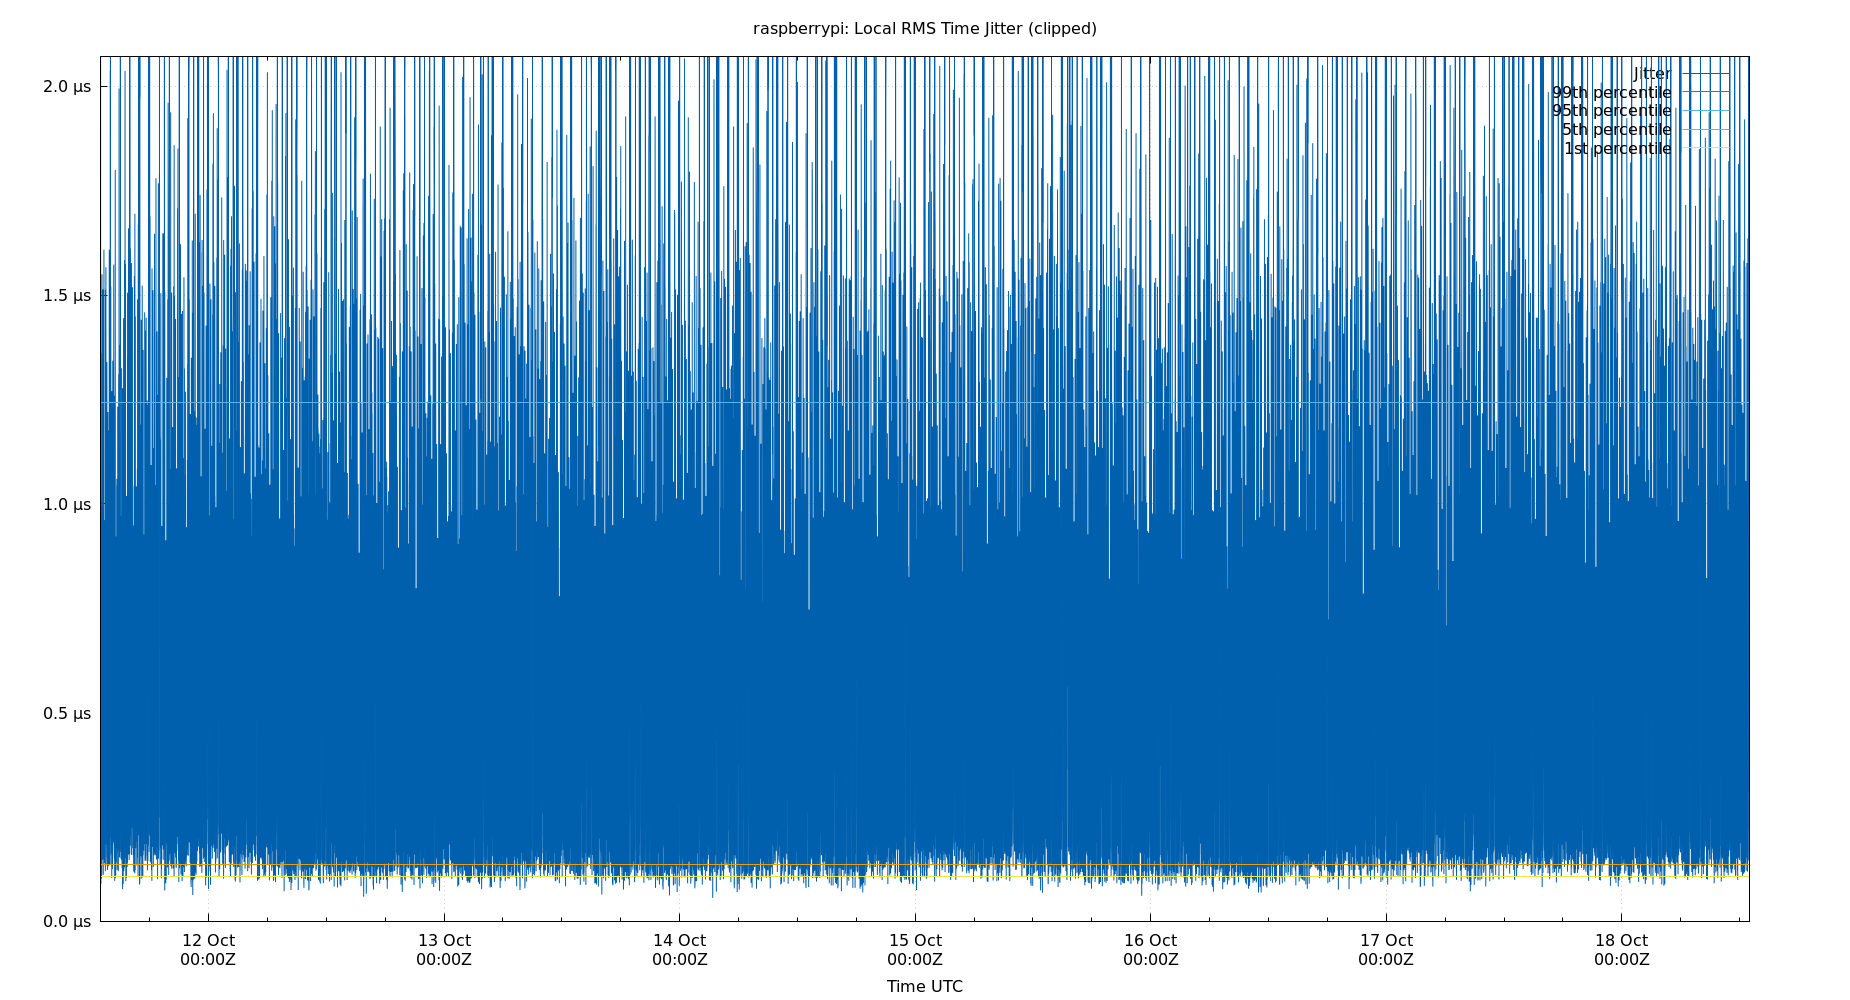 raspberrypi: Local RMS Time Jitter (clipped)
2.0 µs
1.5 µs
1.0 µs
0.5 µs
0.0 µs
Jitter
99th percentile
95th percentile
5th percentile
1st percentile
12 Oct 13 Oct 14 Oct 15 Oct 16 Oct 17 Oct 18 Oct
00:00Z 00:00Z 00:00Z 00:00Z 00:00Z 00:00Z 00:00Z
Time UTC